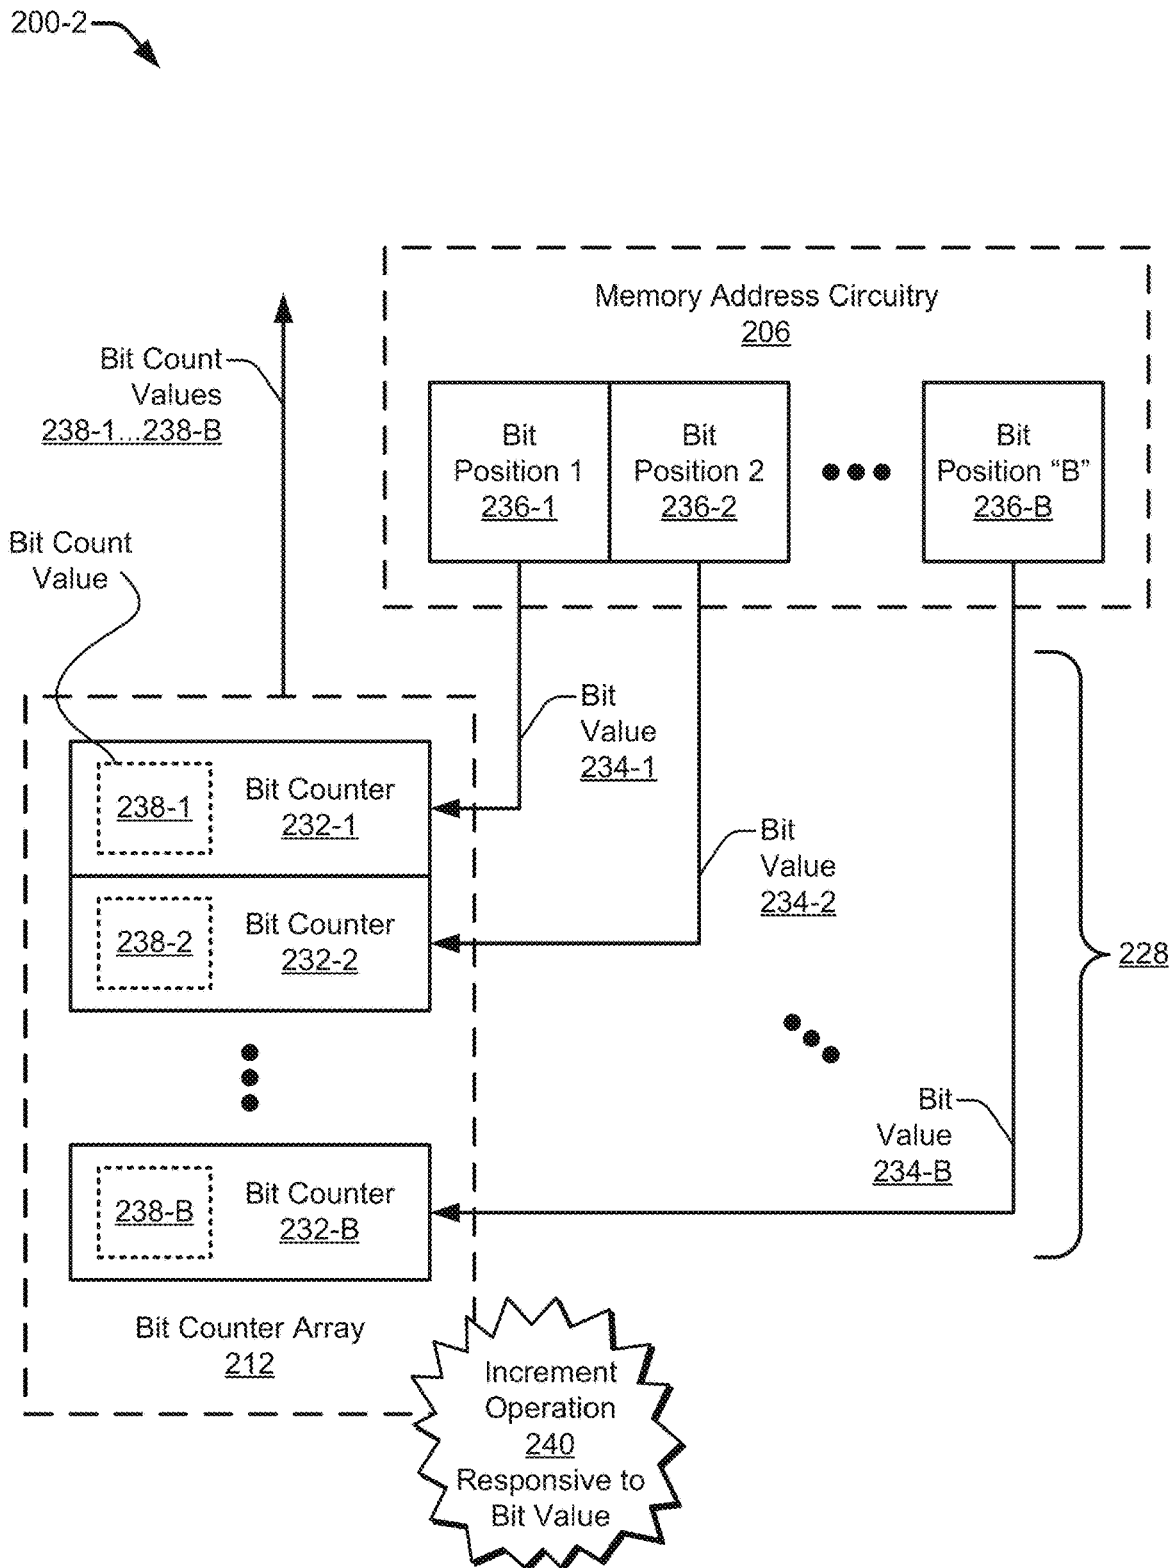 200-2
Memory Address Circuitry
206
Bit
Position 1
236-1
Bit
Position 2
236-2
Bit
Position "B"
236-B
Bit Count
Values
238-1...238-B
Bit Count
Value
Bit
Value
234-1
238-1
Bit Counter
232-1
Bit
Value
234-2
238-2
Bit Counter
232-2
228
Bit
Value
234-B
238-B
Bit Counter
232-B
Bit Counter Array
212
Increment
Operation
240
Responsive to
Bit Value